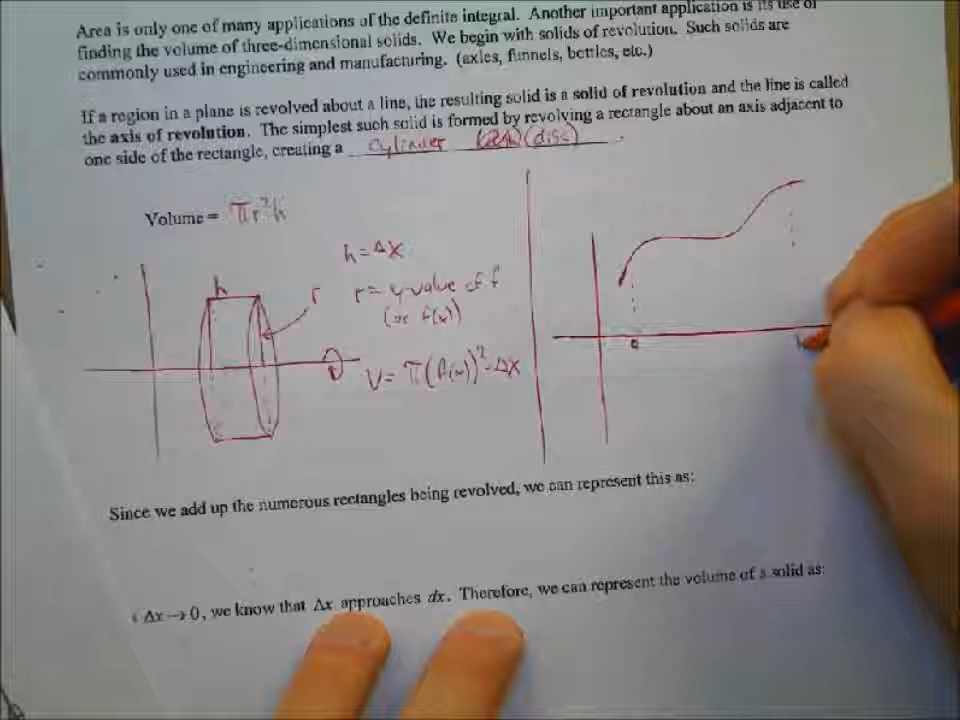 Area is only one of many applications of the definite integral. Another important application is its use of
finding the volume of three-dimensional solids. We begin with solids of revolution. Such solids are
commonly used in engineering and manufacturing. (axles, funnels, bottles, etc.)
If a region in a plane is revolved about a line, the resulting solid is a solid of revolution and the line is called
the axis of revolution. The simplest such solid is formed by revolving a rectangle about an axis adjacent to
one side of the rectangle, creating a cylinder (disc).
Volume = πr²h
h = Δx
h
r
r = y value of f
(or f(x))
V = π(f(x))²·Δx
a
Since we add up the numerous rectangles being revolved, we can represent this as:
Δx→0, we know that Δx approaches dx. Therefore, we can represent the volume of a solid as: